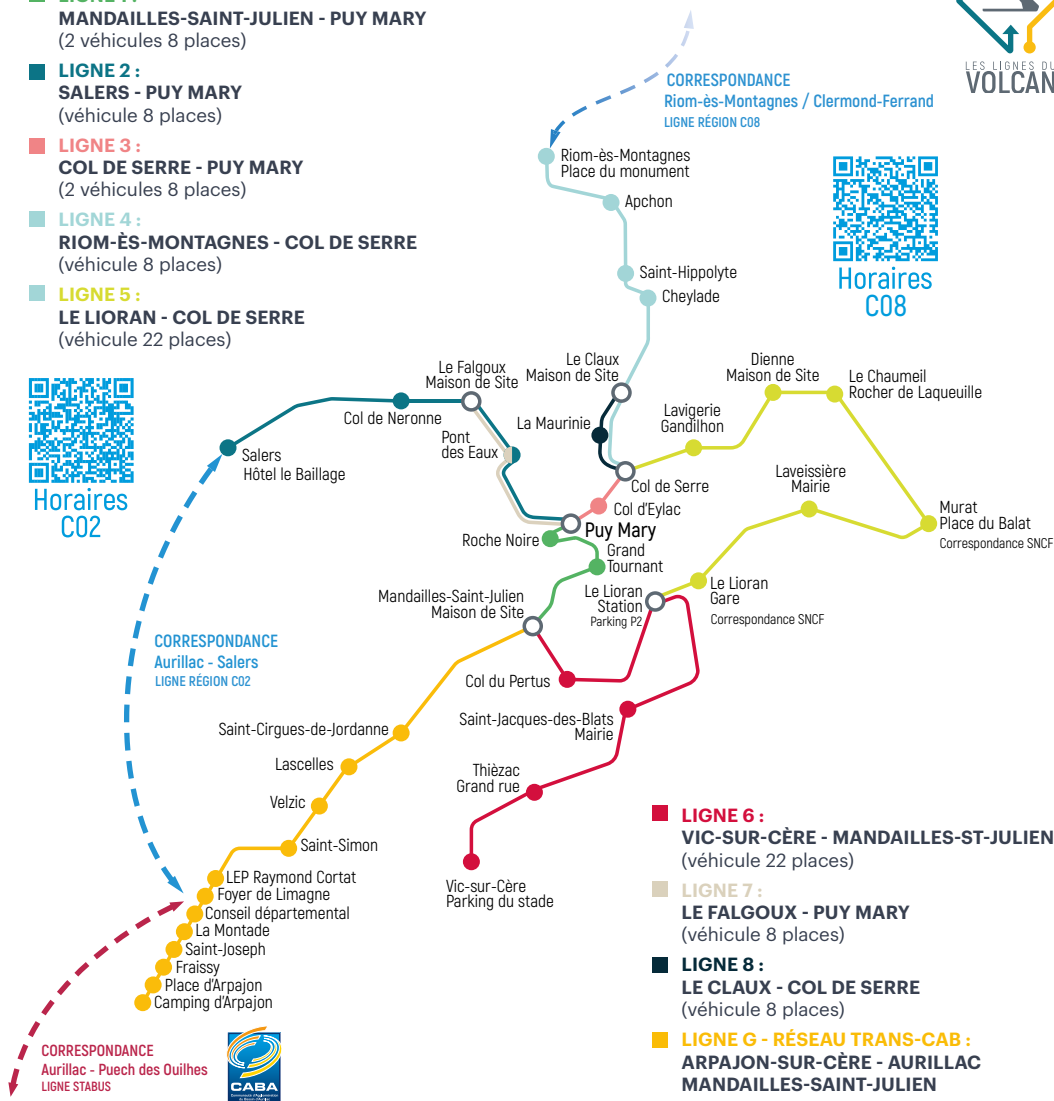 MANDAILLES-SAINT-JULIEN - PUY MARY
(2 véhicules 8 places)
LIGNE 2 :
SALERS - PUY MARY
(véhicule 8 places)
LIGNE 3 :
COL DE SERRE - PUY MARY
(2 véhicules 8 places)
LIGNE 4 :
RIOM-ÈS-MONTAGNES - COL DE SERRE
(véhicule 8 places)
LIGNE 5 :
LE LIORAN - COL DE SERRE
(véhicule 22 places)
LES LIGNES DU
VOLCAN
CORRESPONDANCE
Riom-ès-Montagnes / Clermond-Ferrand
LIGNE RÉGION C08
Horaires
C08
Horaires
C02
Riom-ès-Montagnes
Place du monument
Apchon
Saint-Hippolyte
Cheylade
Le Claux
Maison de Site
La Maurinie
Le Falgoux
Maison de Site
Col de Neronne
Pont
des Eaux
Salers
Hôtel le Baillage
Lavigerie
Gandilhon
Dienne
Maison de Site
Le Chaumeil
Rocher de Laqueuille
Col de Serre
Col d'Eylac
Laveissière
Mairie
Murat
Place du Balat
Correspondance SNCF
Puy Mary
Roche Noire
Grand
Tournant
Mandailles-Saint-Julien
Maison de Site
Le Lioran
Station
Parking P2
Le Lioran
Gare
Correspondance SNCF
CORRESPONDANCE
Aurillac - Salers
LIGNE RÉGION C02
Col du Pertus
Saint-Jacques-des-Blats
Mairie
Saint-Cirgues-de-Jordanne
Lascelles
Thièzac
Grand rue
Velzic
Saint-Simon
Vic-sur-Cère
Parking du stade
LEP Raymond Cortat
Foyer de Limagne
Conseil départemental
La Montade
Saint-Joseph
Fraissy
Place d'Arpajon
Camping d'Arpajon
CORRESPONDANCE
Aurillac - Puech des Ouilhes
LIGNE STABUS
CABA
LIGNE 6 :
VIC-SUR-CÈRE - MANDAILLES-ST-JULIEN
(véhicule 22 places)
LIGNE 7 :
LE FALGOUX - PUY MARY
(véhicule 8 places)
LIGNE 8 :
LE CLAUX - COL DE SERRE
(véhicule 8 places)
LIGNE G - RÉSEAU TRANS-CAB :
ARPAJON-SUR-CÈRE - AURILLAC
MANDAILLES-SAINT-JULIEN